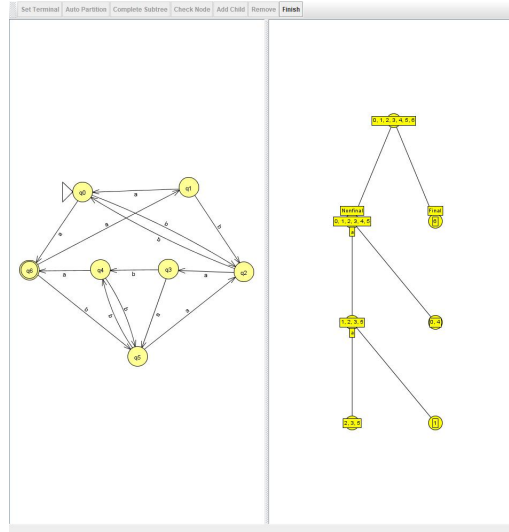 Set Terminal Auto Partition Complete Subtree Check Node Add Child Remove Finish
0, 1, 2, 3, 4, 5, 6
q0
q1
a
b
d
b
a
a
Nonfinal
0, 1, 2, 3, 4, 5
a
Final
6
q6
a
q4
b
q3
a
q2
b
d
d
a
a
q5
1, 2, 3, 5
a
0, 4
2, 3, 5
1